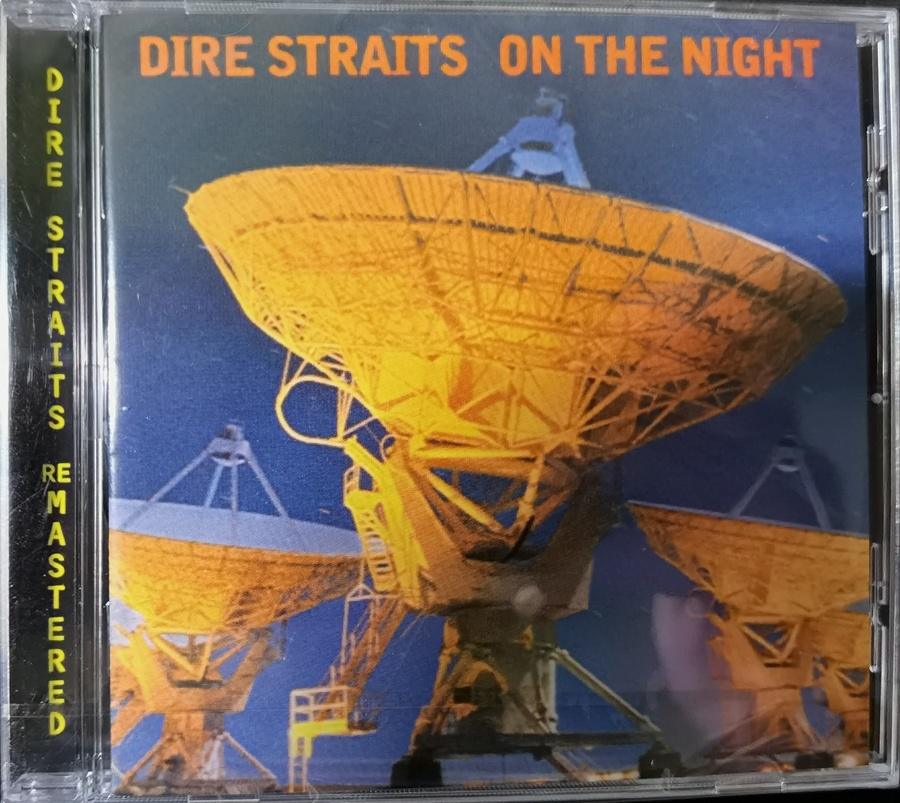 DIRE STRAITS ON THE NIGHT
DIRE STRAITS REMASTERED